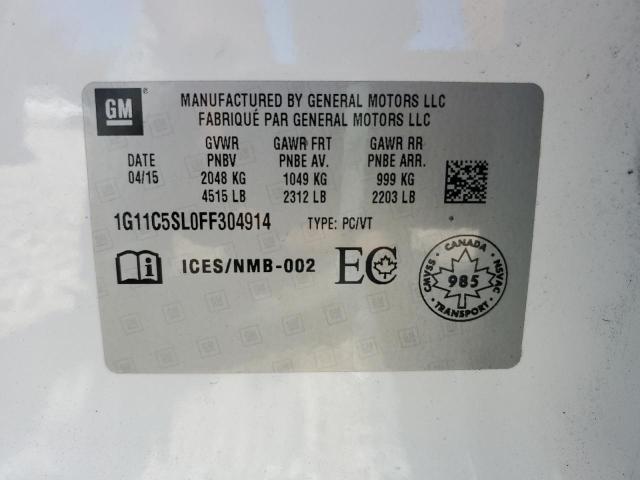 GM
®
MANUFACTURED BY GENERAL MOTORS LLC
FABRIQUÉ PAR GENERAL MOTORS LLC
GVWR GAWR FRT GAWR RR
DATE PNBV PNBE AV. PNBE ARR.
04/15 2048 KG 1049 KG 999 KG
4515 LB 2312 LB 2203 LB
1G11C5SL0FF304914 TYPE: PC/VT
i ICES/NMB-002 EC
CANADA
CMVSS 985 NSVAC
TRANSPORT